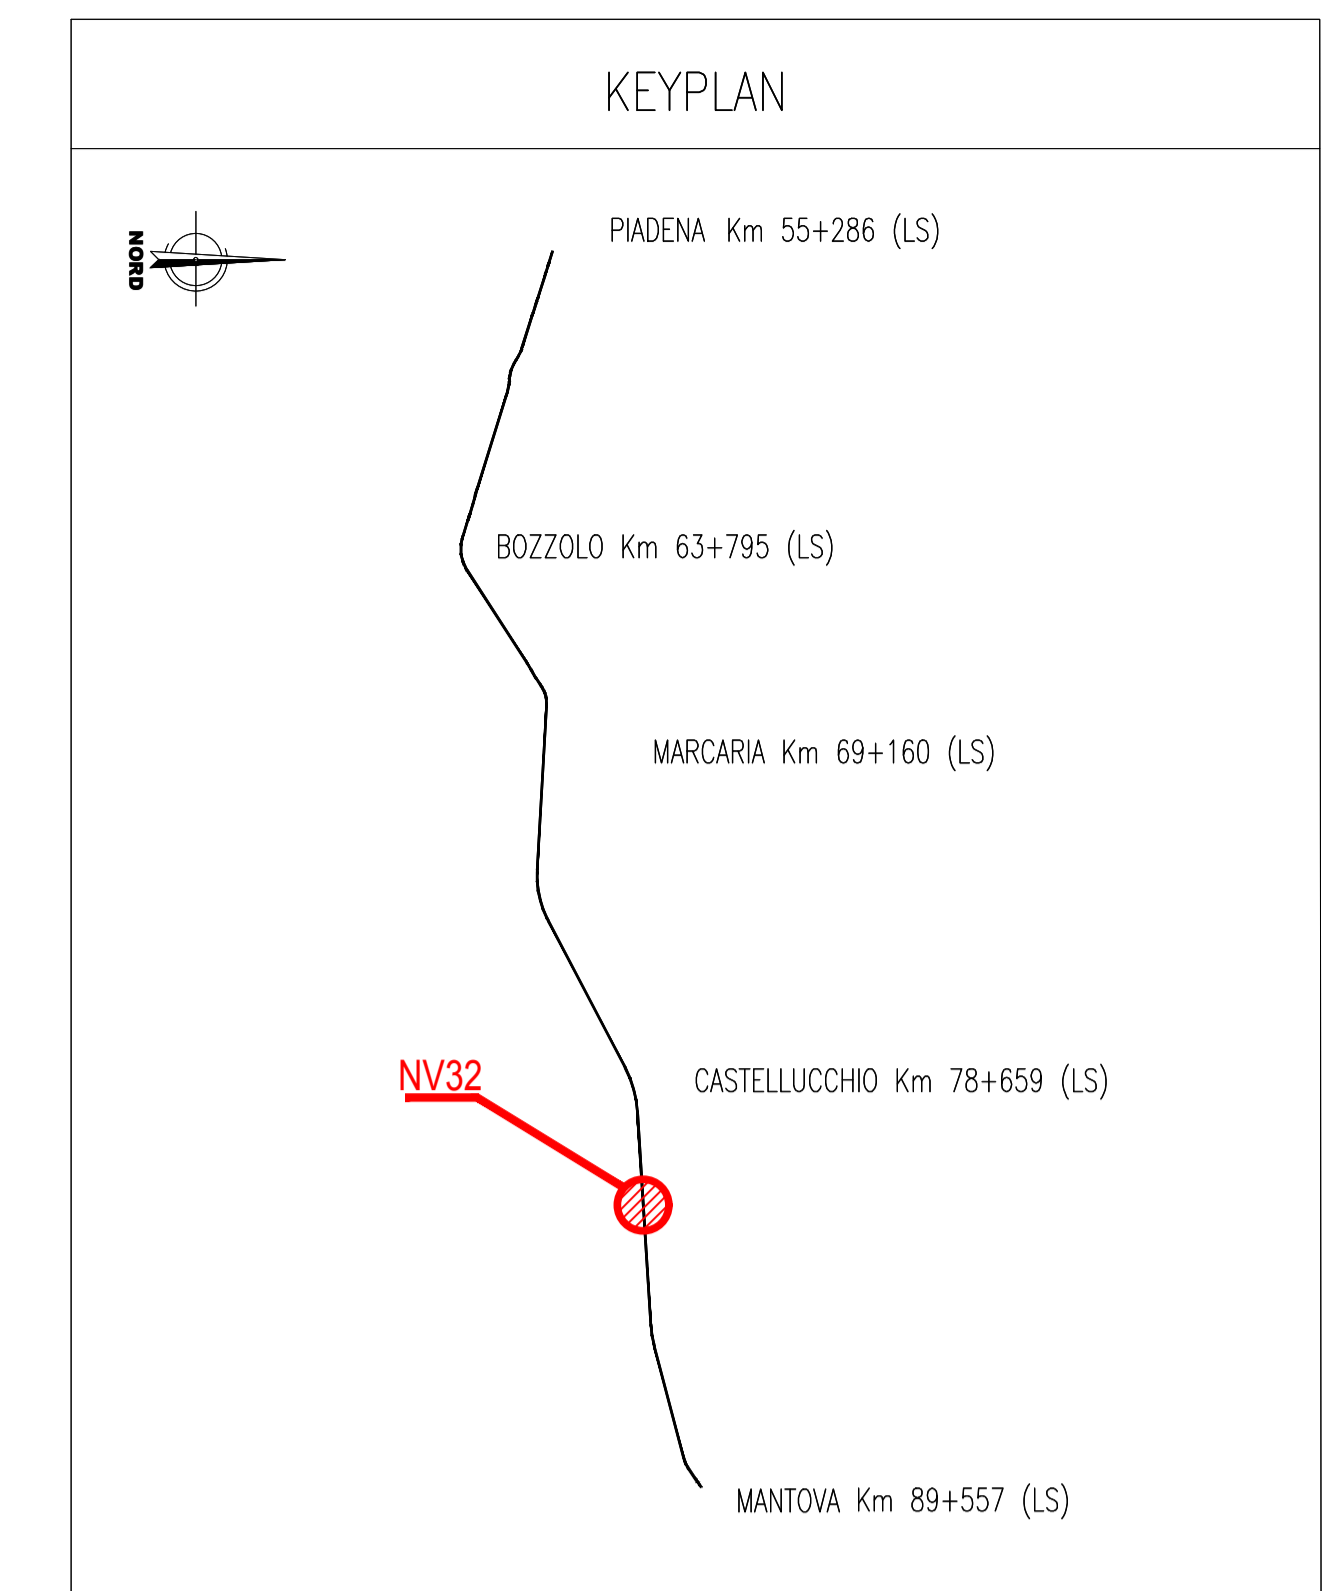 KEYPLAN
NORD
PIADENA Km 55+286 (LS)
BOZZOLO Km 63+795 (LS)
MARCARIA Km 69+160 (LS)
NV32
CASTELLUCCHIO Km 78+659 (LS)
MANTOVA Km 89+557 (LS)